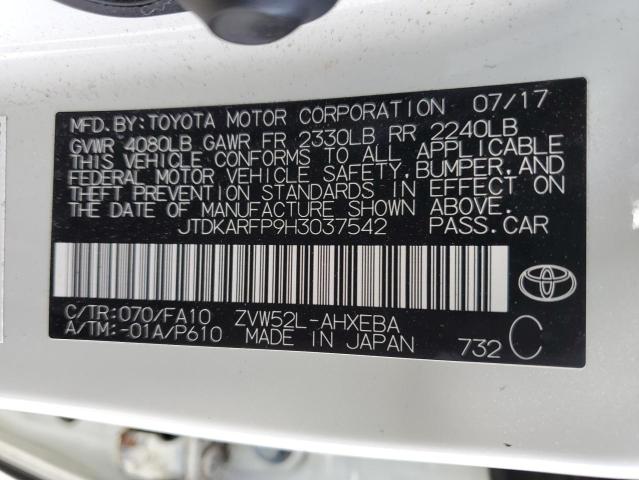 MFD.BY:TOYOTA MOTOR CORPORATION 07/17
GVWR 4080LB GAWR FR 2330LB RR 2240LB
THIS VEHICLE CONFORMS TO ALL APPLICABLE
FEDERAL MOTOR VEHICLE SAFETY,BUMPER,AND
THEFT PREVENTION STANDARDS IN EFFECT ON
THE DATE OF MANUFACTURE SHOWN ABOVE.
JTDKARFP9H3037542 PASS.CAR
C/TR:070/FA10 ZVW52L-AHXEBA
A/TM:-01A/P610 MADE IN JAPAN 732 C
TOYOTA